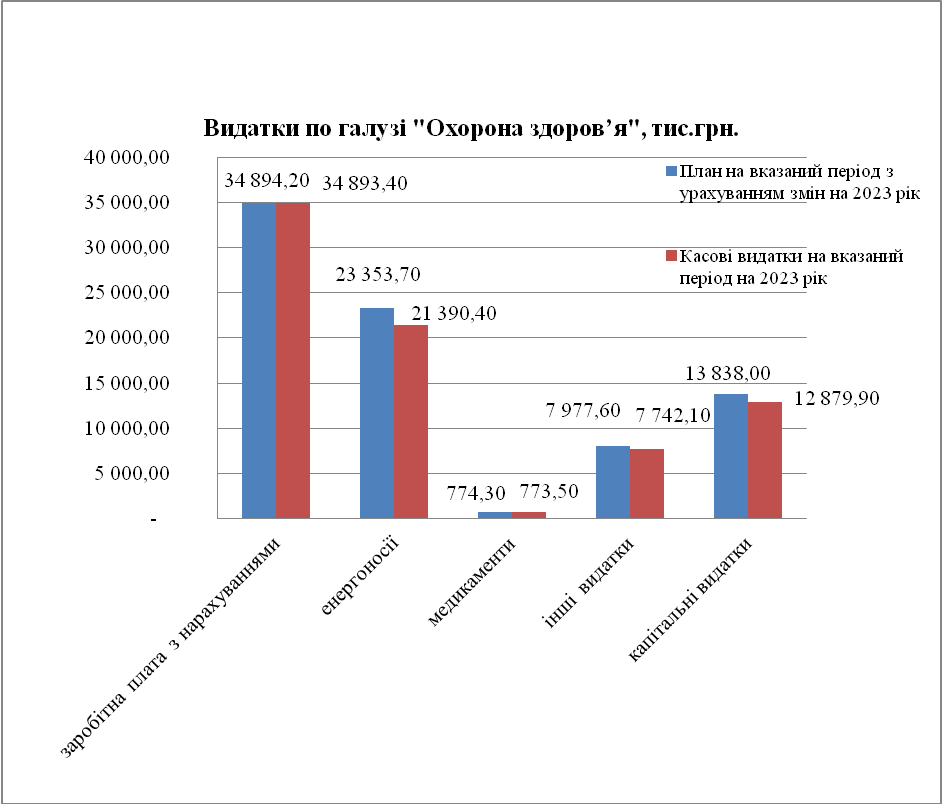 Видатки по галузі "Охорона здоров’я", тис.грн.
40 000,00
35 000,00
30 000,00
25 000,00
20 000,00
15 000,00
10 000,00
5 000,00
-
34 894,20
34 893,40
23 353,70
21 390,40
774,30
773,50
7 977,60
7 742,10
13 838,00
12 879,90
План на вказаний період з
урахуванням змін на 2023 рік
Касові видатки на вказаний
період на 2023 рік
заробітна плата з нарахуваннями
енергоносії
медикаменти
інші видатки
капітальні видатки